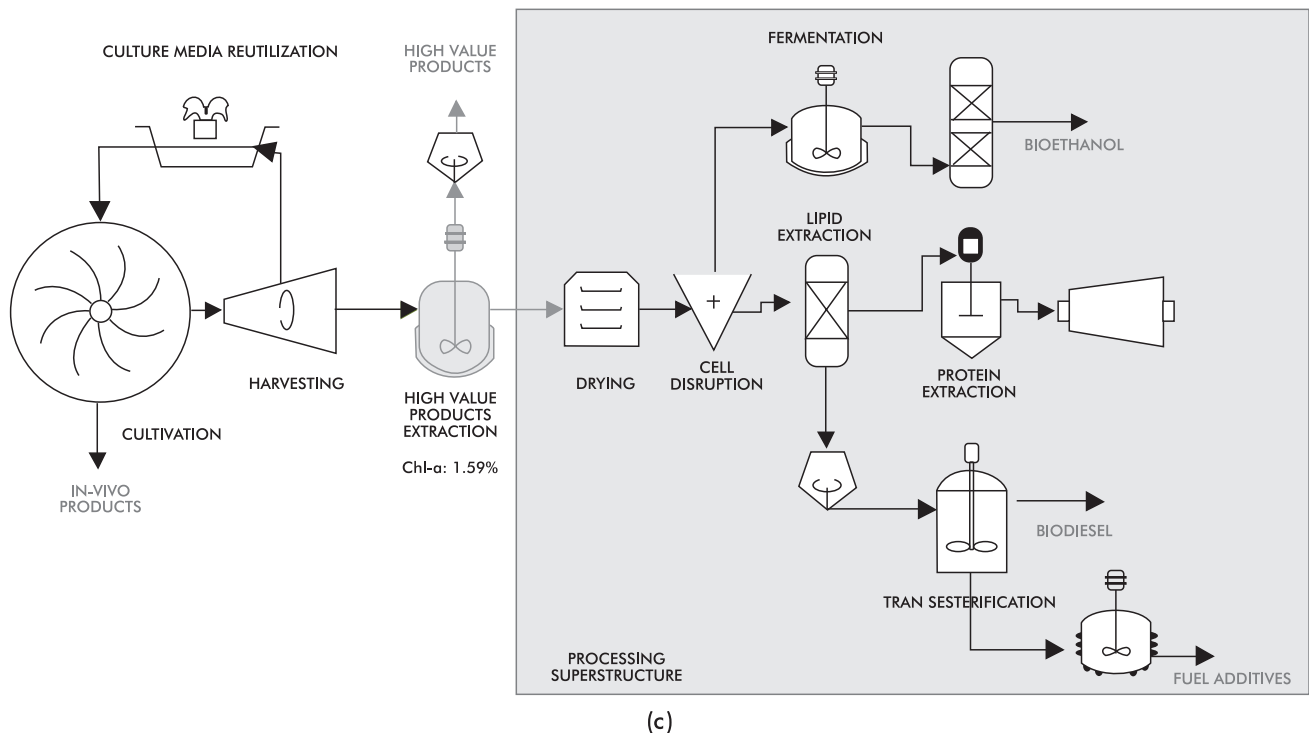 CULTURE MEDIA REUTILIZATION
HIGH VALUE
PRODUCTS
FERMENTATION
BIOETHANOL
LIPID
EXTRACTION
HARVESTING
HIGH VALUE
PRODUCTS
EXTRACTION
Chl-a: 1.59%
DRYING
CELL
DISRUPTION
PROTEIN
EXTRACTION
CULTIVATION
IN-VIVO
PRODUCTS
BIODIESEL
TRAN SESTERIFICATION
PROCESSING
SUPERSTRUCTURE
FUEL ADDITIVES
(c)